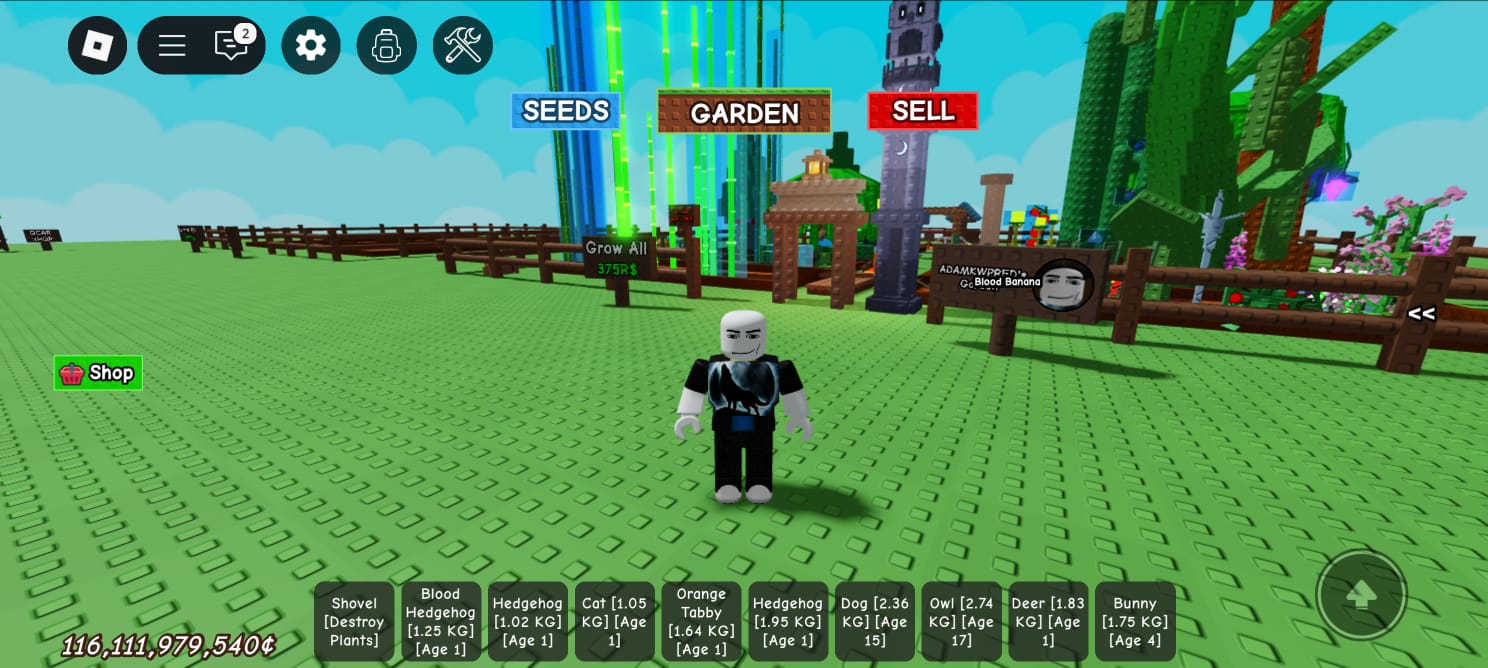 2
SEEDS
GARDEN
SELL
Grow All
375R$
ADAMKWPRED's
Blood Banana
<<
Shop
116,111,979,540¢
Shovel
[Destroy
Plants]
Blood
Hedgehog
[1.25 KG]
[Age 1]
Hedgehog
[1.02 KG]
[Age 1]
Cat [1.05
KG] [Age
1]
Orange
Tabby
[1.64 KG]
[Age 1]
Hedgehog
[1.95 KG]
[Age 1]
Dog [2.36
KG] [Age
15]
Owl [2.74
KG] [Age
17]
Deer [1.83
KG] [Age
1]
Bunny
[1.75 KG]
[Age 4]